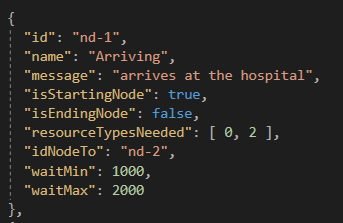 {
"id": "nd-1",
"name": "Arriving",
"message": "arrives at the hospital",
"isStartingNode": true,
"isEndingNode": false,
"resourceTypesNeeded": [ 0, 2 ],
"idNodeTo": "nd-2",
"waitMin": 1000,
"waitMax": 2000
},